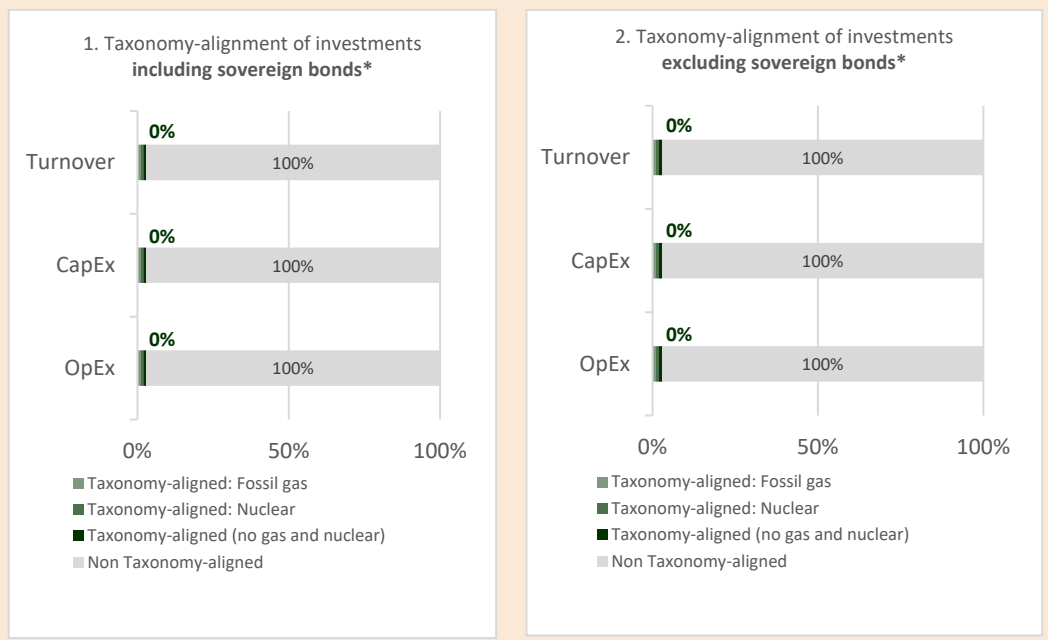 1. Taxonomy-alignment of investments
including sovereign bonds*
0%
Turnover
100%
0%
CapEx
100%
0%
OpEx
100%
0%
50%
100%
Taxonomy-aligned: Fossil gas
Taxonomy-aligned: Nuclear
Taxonomy-aligned (no gas and nuclear)
Non Taxonomy-aligned
2. Taxonomy-alignment of investments
excluding sovereign bonds*
0%
Turnover
100%
0%
CapEx
100%
0%
OpEx
100%
0%
50%
100%
Taxonomy-aligned: Fossil gas
Taxonomy-aligned: Nuclear
Taxonomy-aligned (no gas and nuclear)
Non Taxonomy-aligned